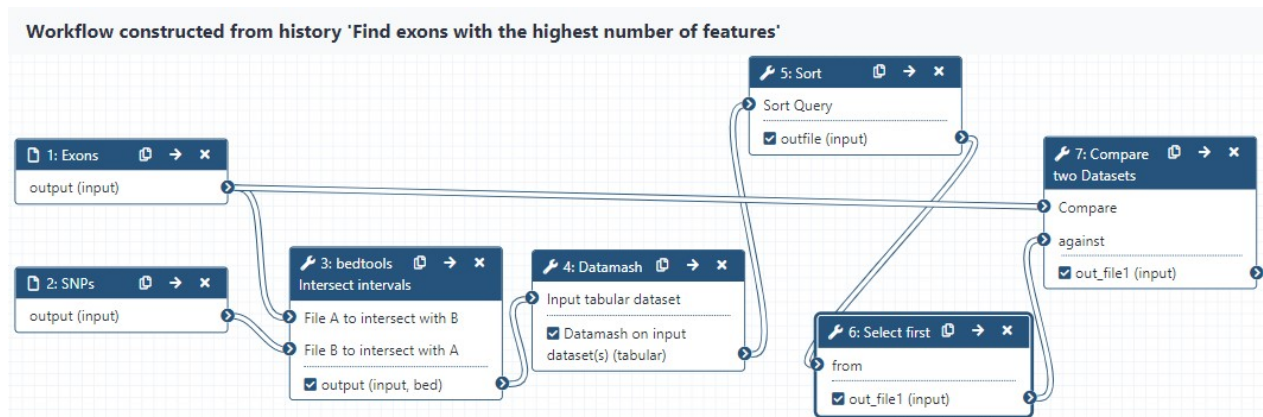 Workflow constructed from history 'Find exons with the highest number of features'
1: Exons
output (input)
2: SNPs
output (input)
3: bedtools
Intersect intervals
File A to intersect with B
File B to intersect with A
output (input, bed)
4: Datamash
Input tabular dataset
Datamash on input
dataset(s) (tabular)
5: Sort
Sort Query
outfile (input)
6: Select first
from
out_file1 (input)
7: Compare
two Datasets
Compare
against
out_file1 (input)